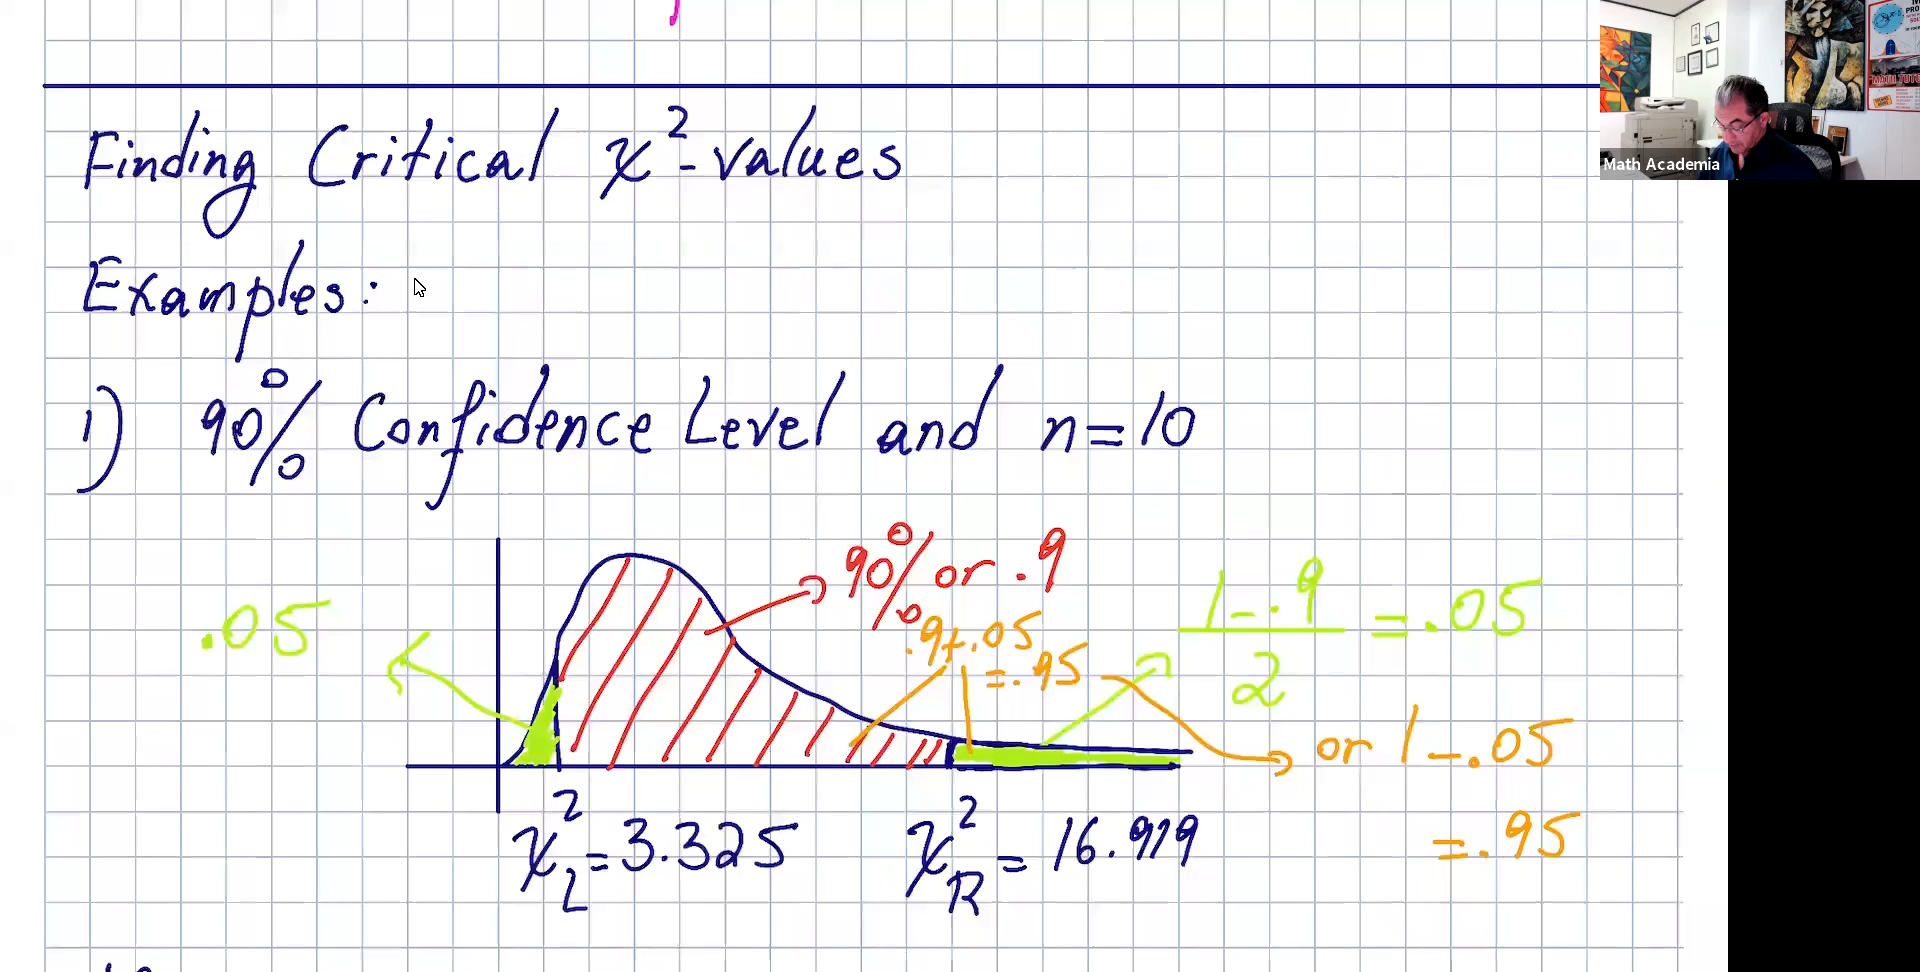 Finding Critical χ²-values
Examples:
1) 90% Confidence Level and n=10
90% or .9
.9+.05
=.95
.05
1-.9
2
=.05
or 1-.05
=.95
χ²L=3.325
χ²R=16.919
Math Academia